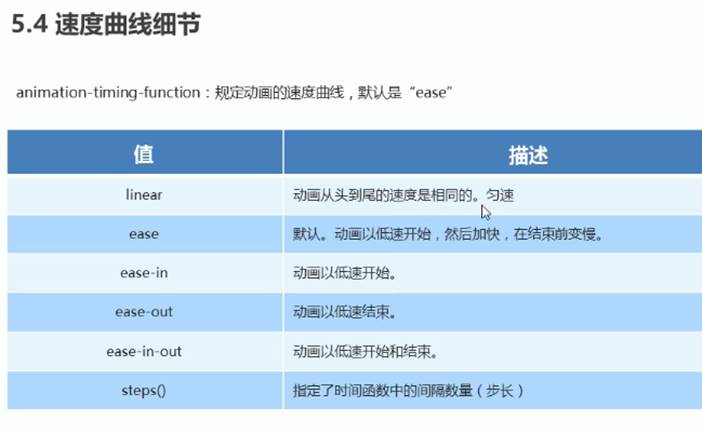 5.4 速度曲线细节
animation-timing-function：规定动画的速度曲线，默认是“ease”
值 描述
linear 动画从头到尾的速度是相同的。匀速
ease 默认。动画以低速开始，然后加快，在结束前变慢。
ease-in 动画以低速开始。
ease-out 动画以低速结束。
ease-in-out 动画以低速开始和结束。
steps() 指定了时间函数中的间隔数量（步长）